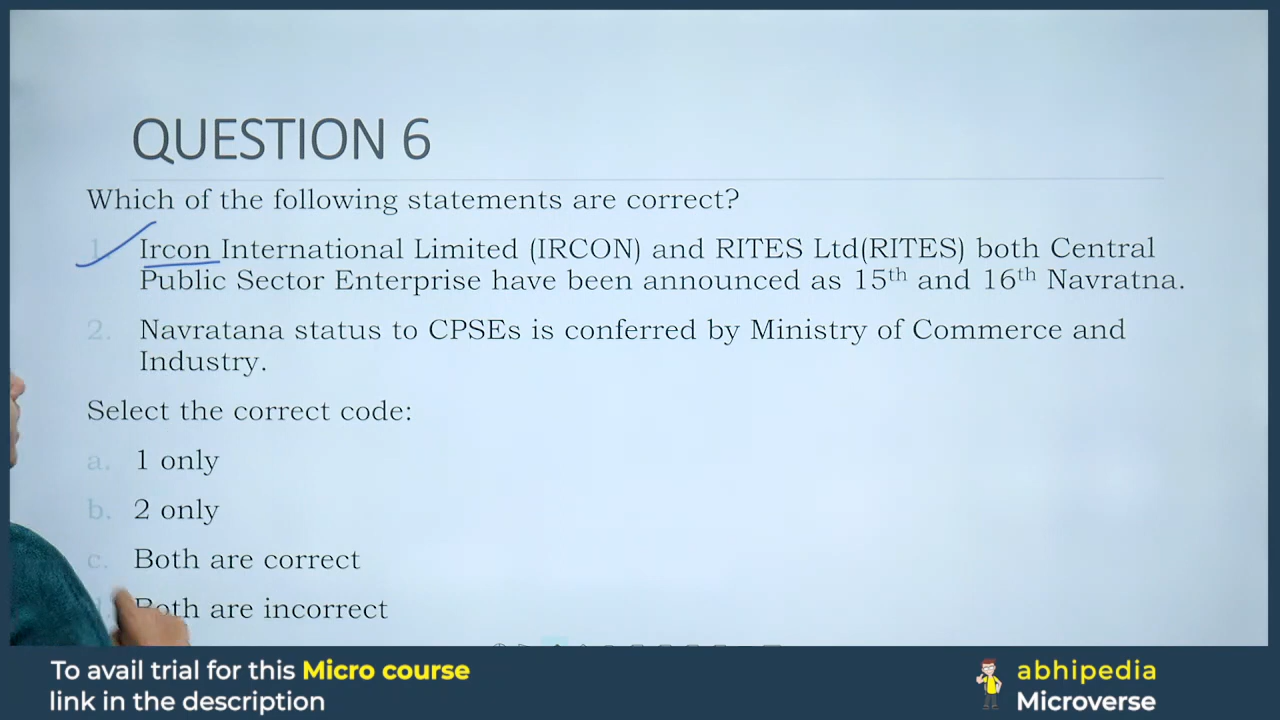 QUESTION 6
Which of the following statements are correct?
1. Ircon International Limited (IRCON) and RITES Ltd(RITES) both Central
Public Sector Enterprise have been announced as 15th and 16th Navratna.
2. Navratana status to CPSEs is conferred by Ministry of Commerce and
Industry.
Select the correct code:
a. 1 only
b. 2 only
c. Both are correct
Both are incorrect
To avail trial for this Micro course
link in the description
abhipedia
Microverse